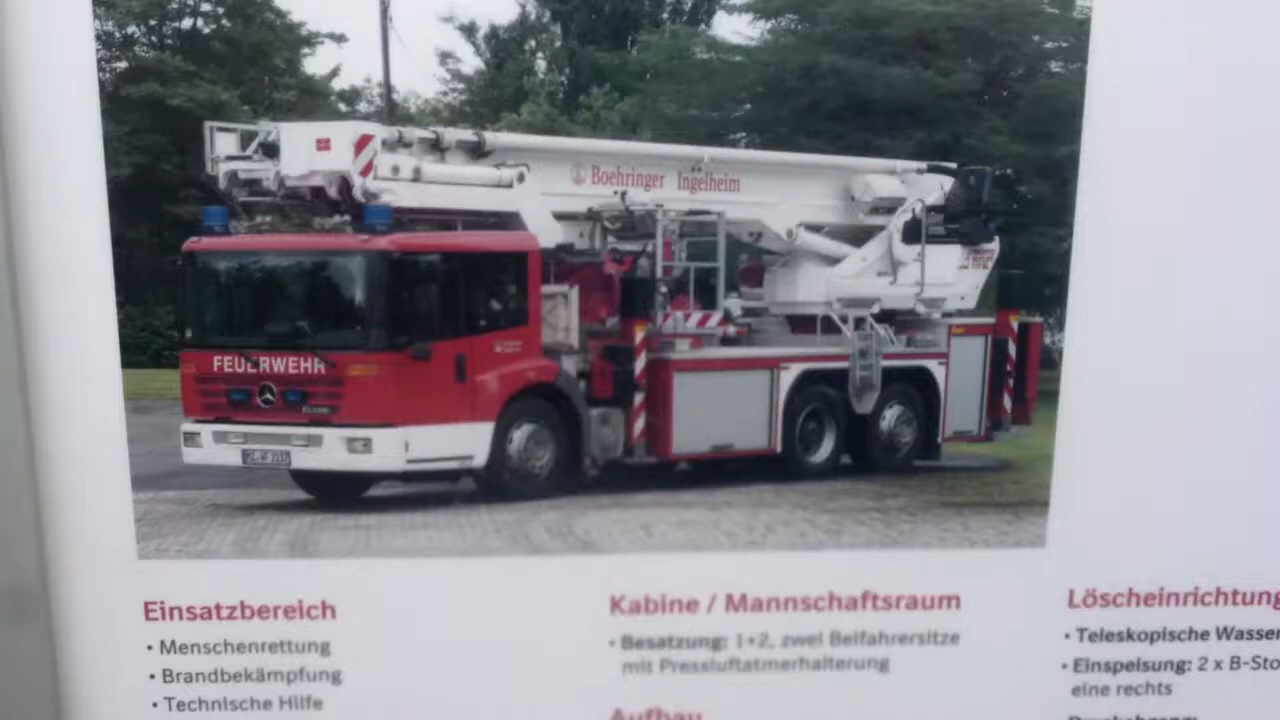 Boehringer Ingelheim
FEUERWEHR
Einsatzbereich
• Menschenrettung
• Brandbekämpfung
• Technische Hilfe
Kabine / Mannschaftsraum
• Besatzung: 1+2, zwei Beifahrersitze
mit Pressluftatmerhalterung
Aufbau
Löscheinrichtung
• Teleskopische Wasser
• Einspeisung: 2 x B-Sto
eine rechts